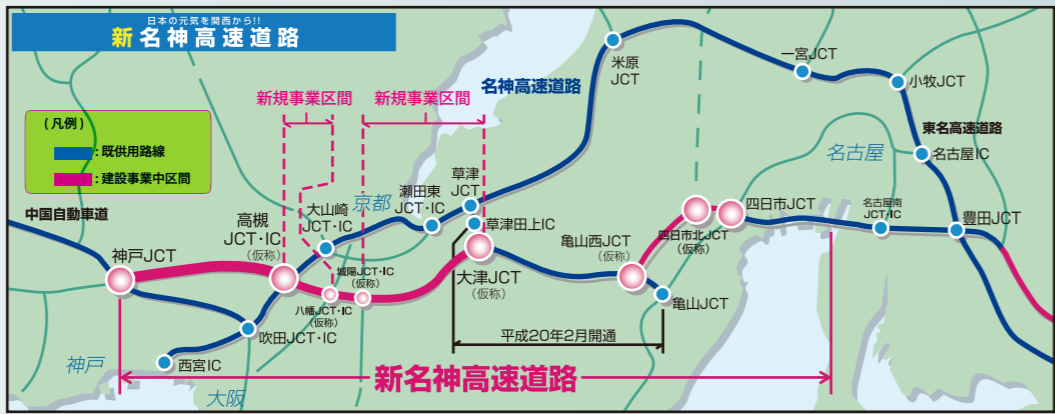 日本の元気を関西から!!
新名神高速道路
(凡例)
:既供用路線
:建設事業中区間
新規事業区間
新規事業区間
名神高速道路
米原
JCT
一宮JCT
小牧JCT
東名高速道路
名古屋IC
名古屋
中国自動車道
神戸JCT
高槻
JCT・IC
(仮称)
大山崎
JCT・IC
京都
瀬田東
JCT・IC
草津
JCT
草津田上IC
大津JCT
(仮称)
城陽JCT・IC
(仮称)
八幡JCT・IC
(仮称)
亀山西JCT
(仮称)
四日市北JCT
(仮称)
四日市JCT
名古屋南
JCT・IC
豊田JCT
亀山JCT
吹田JCT・IC
西宮IC
神戸
大阪
平成20年2月開通
新名神高速道路